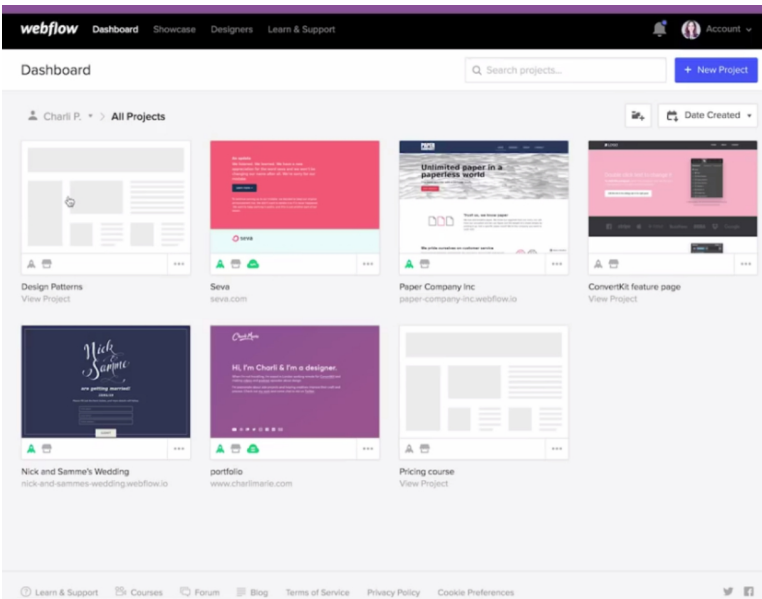 webflow Dashboard Showcase Designers Learn & Support Account
Dashboard
Search projects...
+ New Project
Charli P. > All Projects
Date Created
Unlimited paper in a
paperless world
seva
Design Patterns
View Project
Seva
seva.com
Paper Company Inc
paper-company-inc.webflow.io
ConvertKit feature page
View Project
Nick
Samme
are getting married!
Charli Marie
Hi, I'm Charli & I'm a designer.
Nick and Samme's Wedding
nick-and-sammes-wedding.webflow.io
portfolio
www.charlimarie.com
Pricing course
View Project
Learn & Support Courses Forum Blog Terms of Service Privacy Policy Cookie Preferences